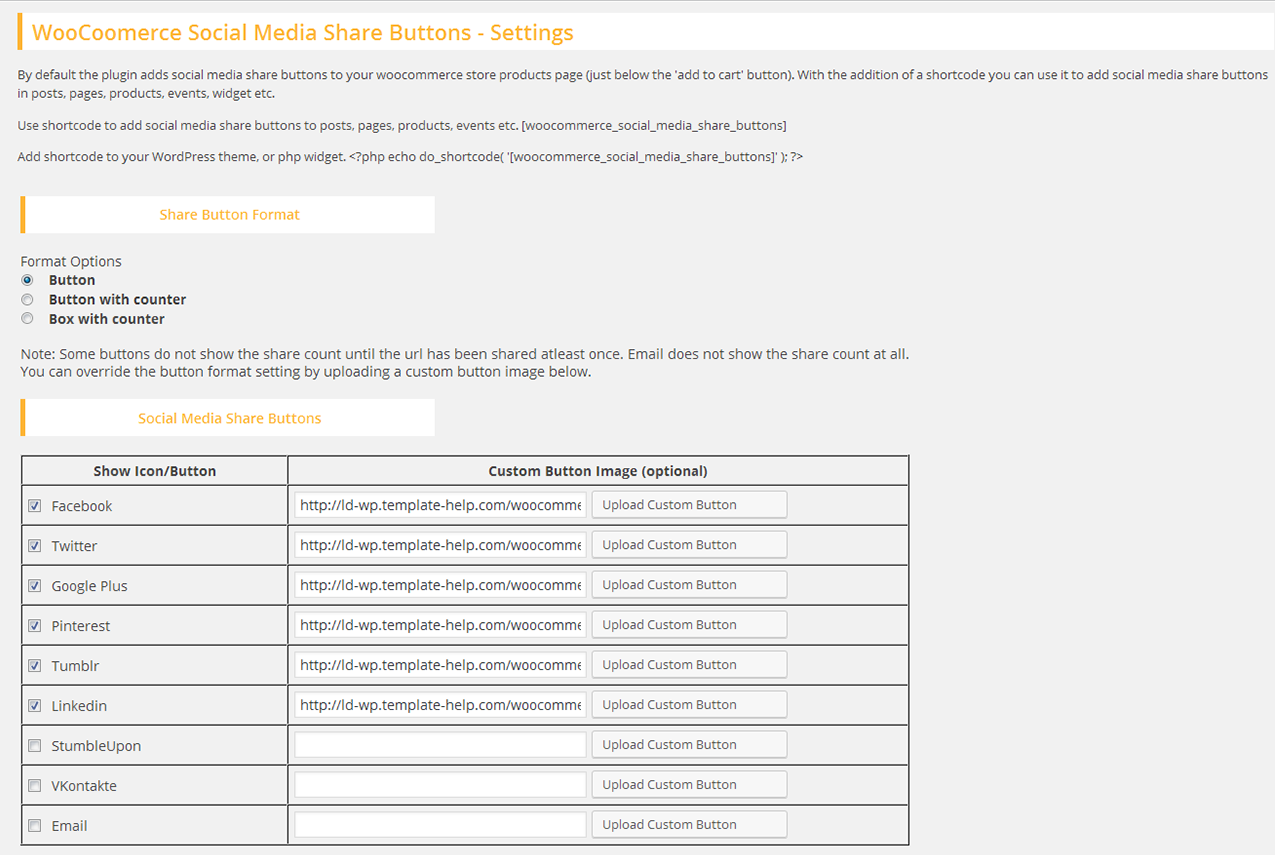 WooCoomerce Social Media Share Buttons - Settings
By default the plugin adds social media share buttons to your woocommerce store products page (just below the 'add to cart' button). With the addition of a shortcode you can use it to add social media share buttons
in posts, pages, products, events, widget etc.
Use shortcode to add social media share buttons to posts, pages, products, events etc. [woocommerce_social_media_share_buttons]
Add shortcode to your WordPress theme, or php widget. <?php echo do_shortcode( '[woocommerce_social_media_share_buttons]' ); ?>
Share Button Format
Format Options
Button
Button with counter
Box with counter
Note: Some buttons do not show the share count until the url has been shared atleast once. Email does not show the share count at all.
You can override the button format setting by uploading a custom button image below.
Social Media Share Buttons
Show Icon/Button Custom Button Image (optional)
Facebook http://ld-wp.template-help.com/woocomme Upload Custom Button
Twitter http://ld-wp.template-help.com/woocomme Upload Custom Button
Google Plus http://ld-wp.template-help.com/woocomme Upload Custom Button
Pinterest http://ld-wp.template-help.com/woocomme Upload Custom Button
Tumblr http://ld-wp.template-help.com/woocomme Upload Custom Button
Linkedin http://ld-wp.template-help.com/woocomme Upload Custom Button
StumbleUpon Upload Custom Button
VKontakte Upload Custom Button
Email Upload Custom Button